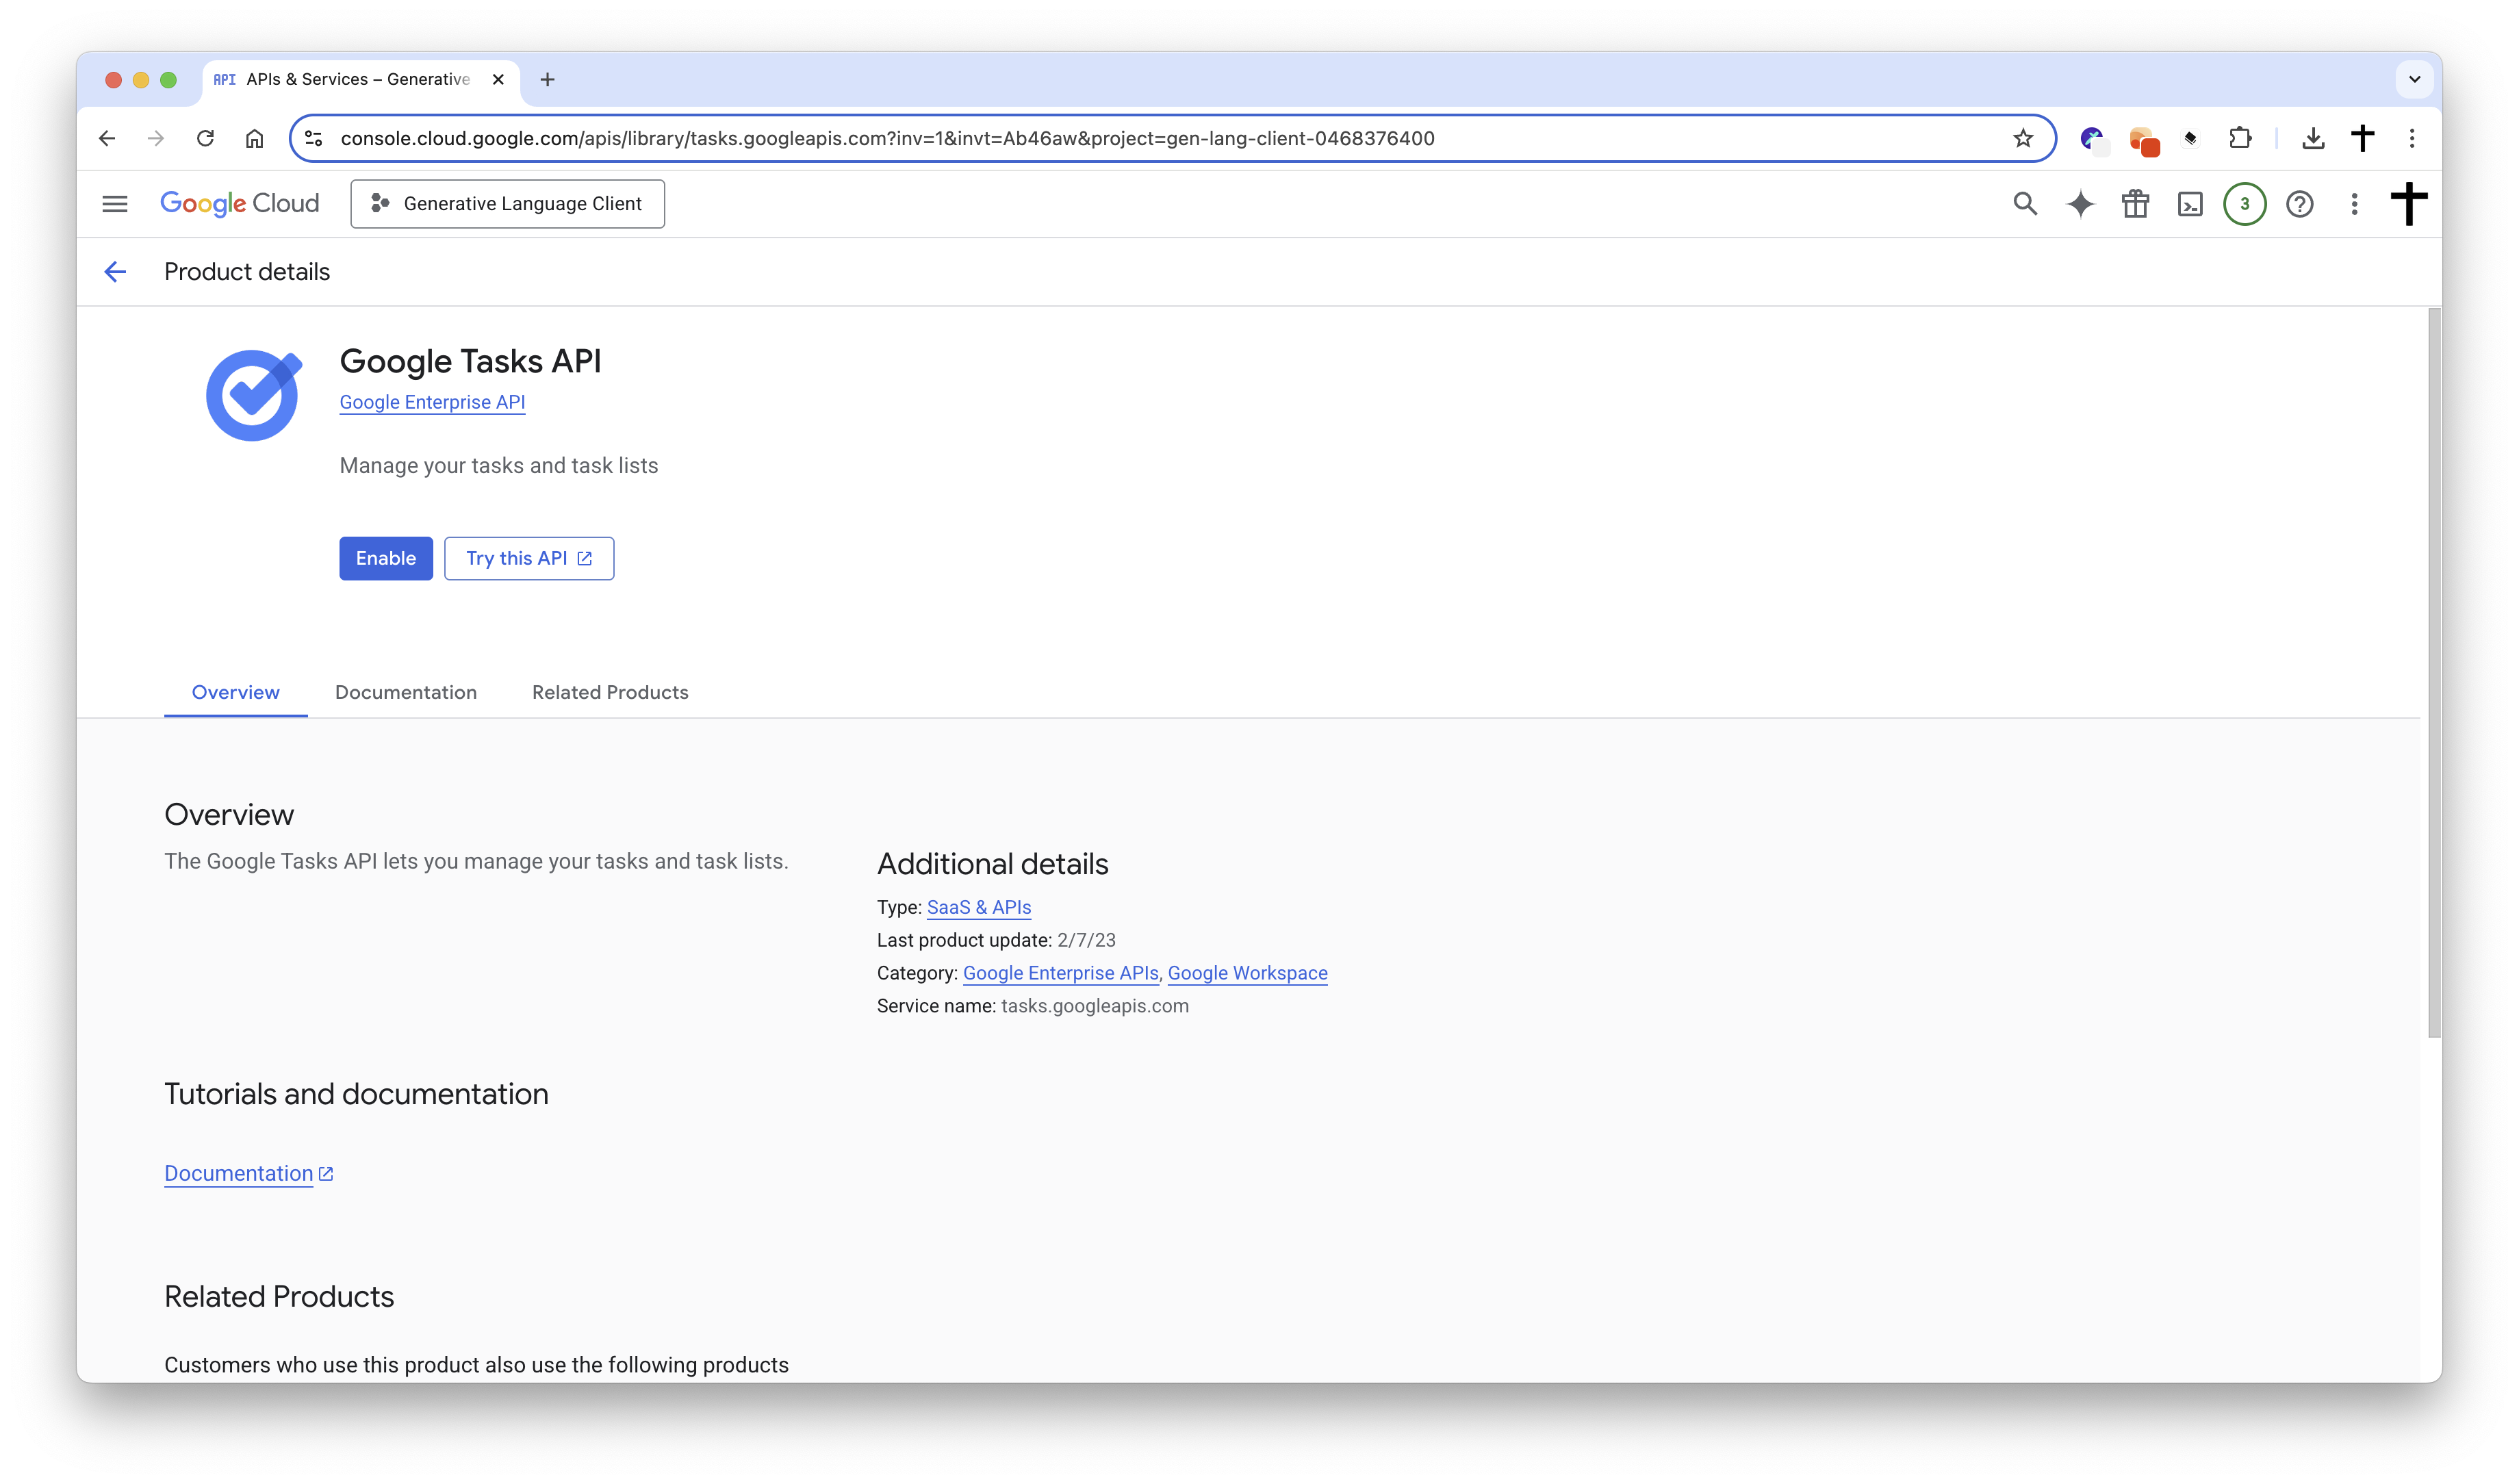 API APIs & Services – Generative
console.cloud.google.com/apis/library/tasks.googleapis.com?inv=1&invt=Ab46aw&project=gen-lang-client-0468376400
Google Cloud
Generative Language Client
3
Product details
Google Tasks API
Google Enterprise API
Manage your tasks and task lists
Enable
Try this API
Overview
Documentation
Related Products
Overview
The Google Tasks API lets you manage your tasks and task lists.
Additional details
Type: SaaS & APIs
Last product update: 2/7/23
Category: Google Enterprise APIs, Google Workspace
Service name: tasks.googleapis.com
Tutorials and documentation
Documentation
Related Products
Customers who use this product also use the following products